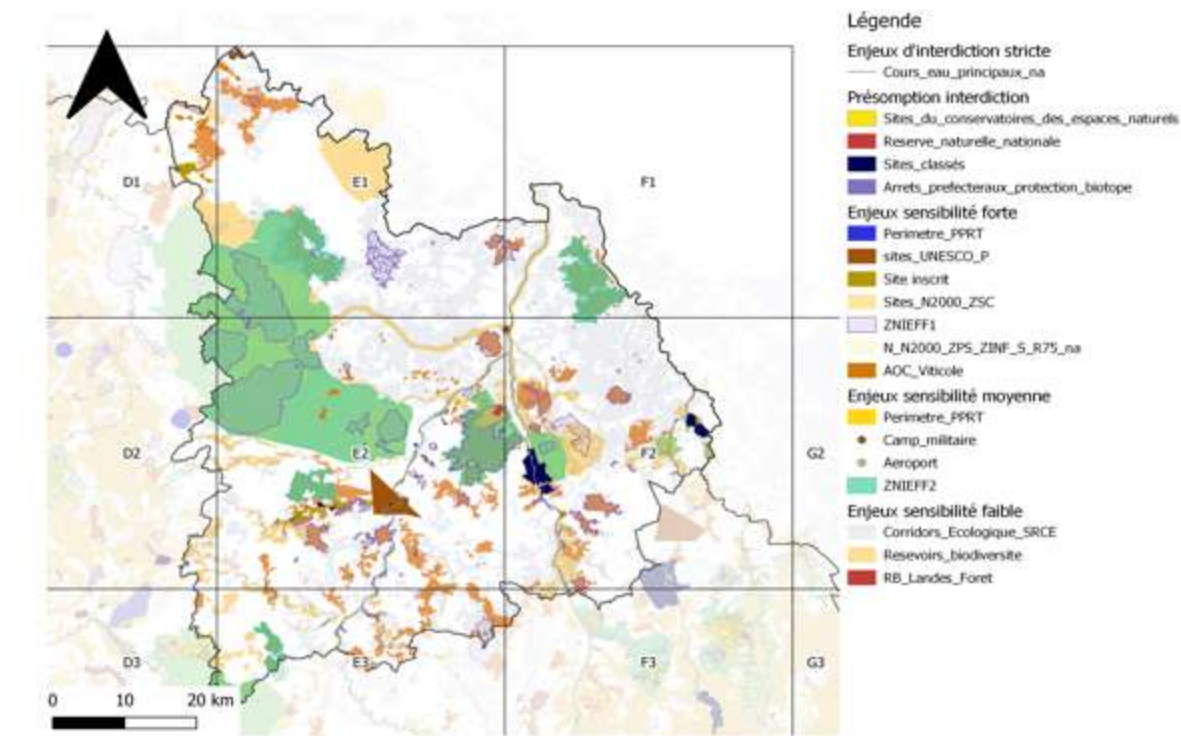 Légende
Enjeux d'interdiction stricte
Cours_eau_principaux_na
Présomption interdiction
Sites_du_conservatoires_des_espaces_naturels
Reserve_naturelle_nationale
Sites_classés
Arrets_prefecteraux_protection_biotope
Enjeux sensibilité forte
Perimetre_PPRT
sites_UNESCO_P
Site inscrit
Sites_N2000_ZSC
ZNIEFF1
N_N2000_ZPS_ZINF_S_R75_na
AOC_Viticole
Enjeux sensibilité moyenne
Perimetre_PPRT
Camp_militaire
Aeroport
ZNIEFF2
Enjeux sensibilité faible
Corridors_Ecologique_SRCE
Resevoirs_biodiversite
RB_Landes_Foret
D1
E1
F1
D2
E2
F2
G2
D3
E3
F3
G3
0 10 20 km